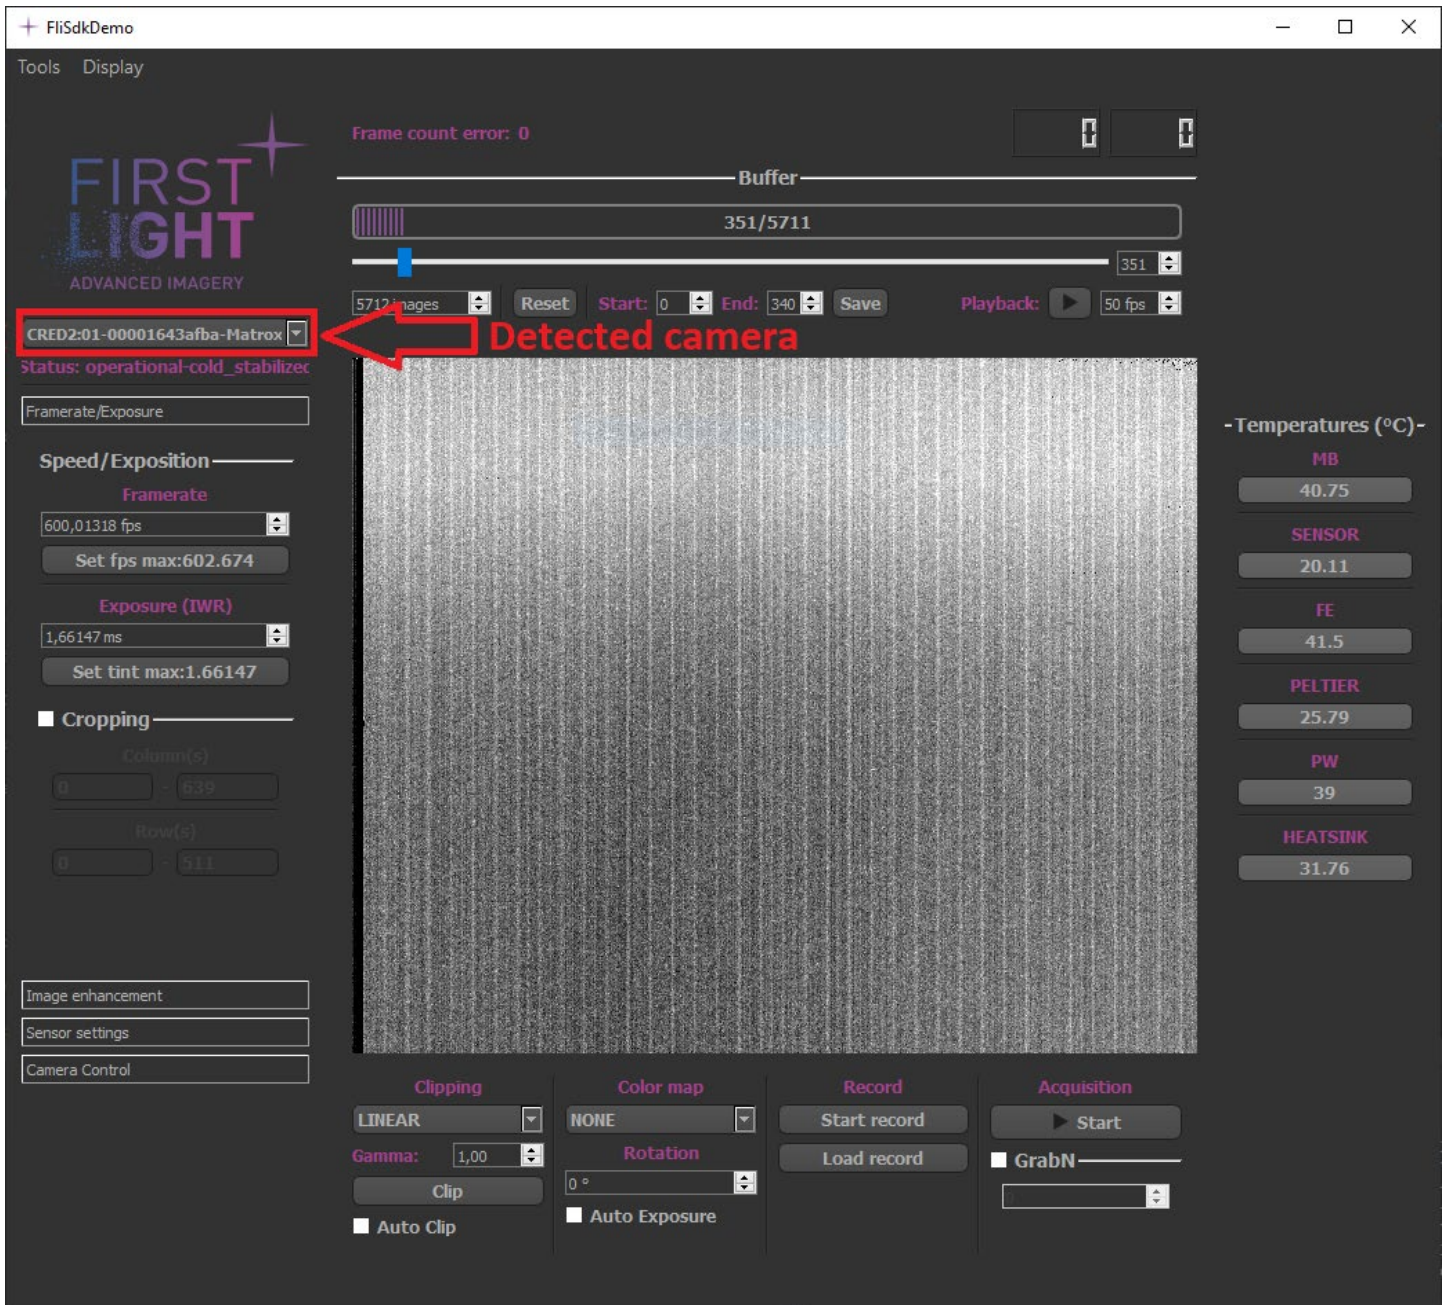 FliSdkDemo
Tools Display
FIRST
LIGHT
ADVANCED IMAGERY
CRED2:01-00001643afba-Matrox
Status: operational-cold_stabilized
Framerate/Exposure
Speed/Exposition
Framerate
600,01318 fps
Set fps max:602.674
Exposure (IWR)
1,66147 ms
Set tint max:1.66147
Cropping
Column(s)
0 - 639
Row(s)
0 - 511
Image enhancement
Sensor settings
Camera Control
Frame count error: 0
0 0
Buffer
351/5711
351
5712 images Reset Start: 0 End: 340 Save Playback: 50 fps
Detected camera
Clipping
LINEAR
Gamma: 1,00
Clip
Auto Clip
Color map
NONE
Rotation
0 °
Auto Exposure
Record
Start record
Load record
Acquisition
Start
GrabN
-Temperatures (°C)-
MB
40.75
SENSOR
20.11
FE
41.5
PELTIER
25.79
PW
39
HEATSINK
31.76